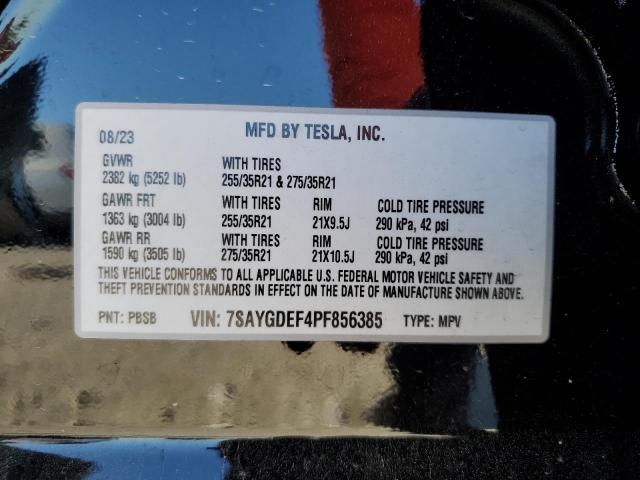 08/23 MFD BY TESLA, INC.
GVWR WITH TIRES
2382 kg (5252 lb) 255/35R21 & 275/35R21
GAWR FRT WITH TIRES RIM COLD TIRE PRESSURE
1363 kg (3004 lb) 255/35R21 21X9.5J 290 kPa, 42 psi
GAWR RR WITH TIRES RIM COLD TIRE PRESSURE
1590 kg (3505 lb) 275/35R21 21X10.5J 290 kPa, 42 psi
THIS VEHICLE CONFORMS TO ALL APPLICABLE U.S. FEDERAL MOTOR VEHICLE SAFETY AND
THEFT PREVENTION STANDARDS IN EFFECT ON THE DATE OF MANUFACTURE SHOWN ABOVE.
PNT: PBSB VIN: 7SAYGDEF4PF856385 TYPE: MPV